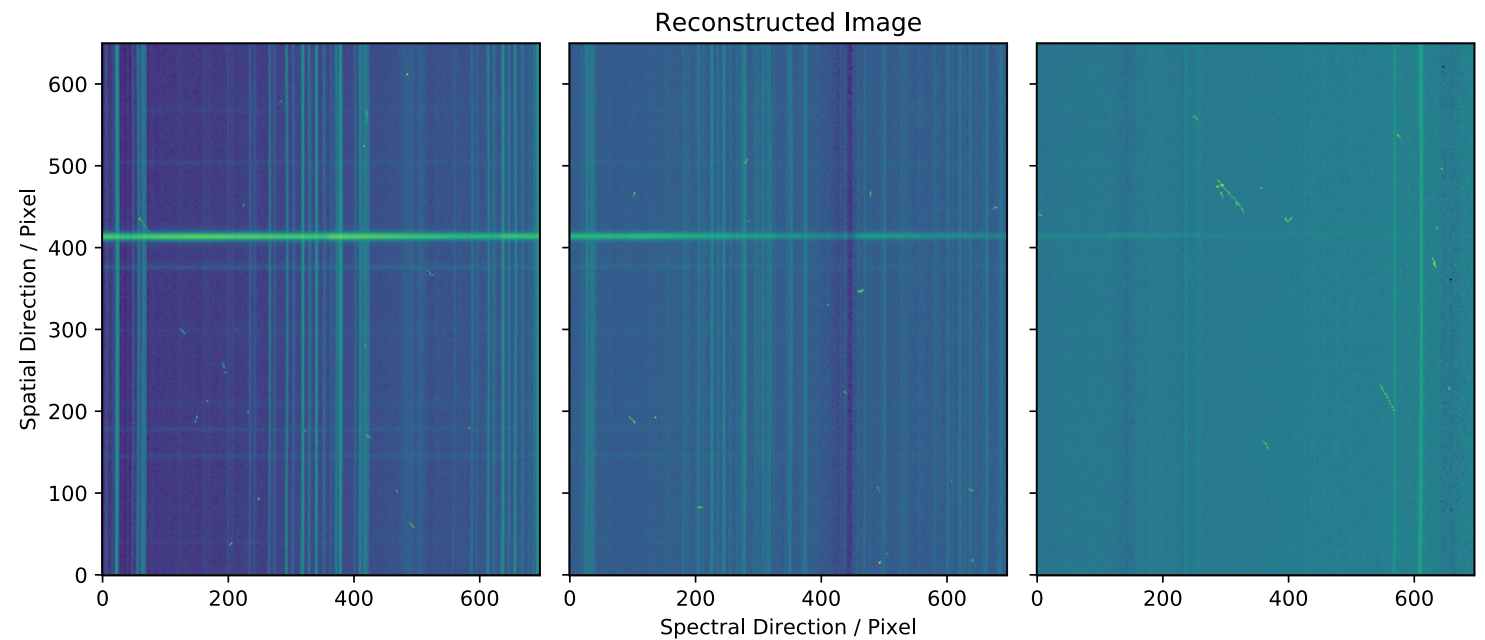 Reconstructed Image
600
500
400
300
200
100
0
Spatial Direction / Pixel
0 200 400 600
0 200 400 600
0 200 400 600
Spectral Direction / Pixel